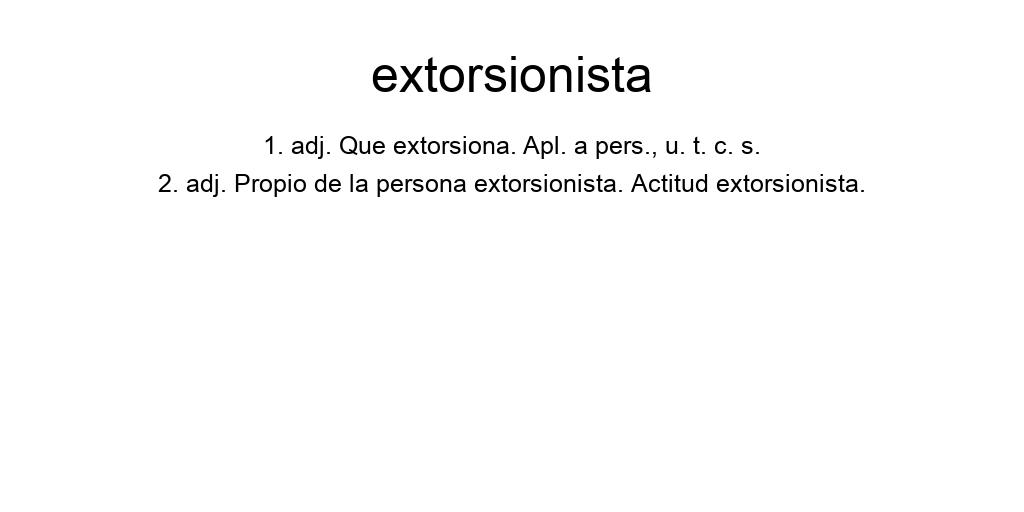 extorsionista
1. adj. Que extorsiona. Apl. a pers., u. t. c. s.
2. adj. Propio de la persona extorsionista. Actitud extorsionista.